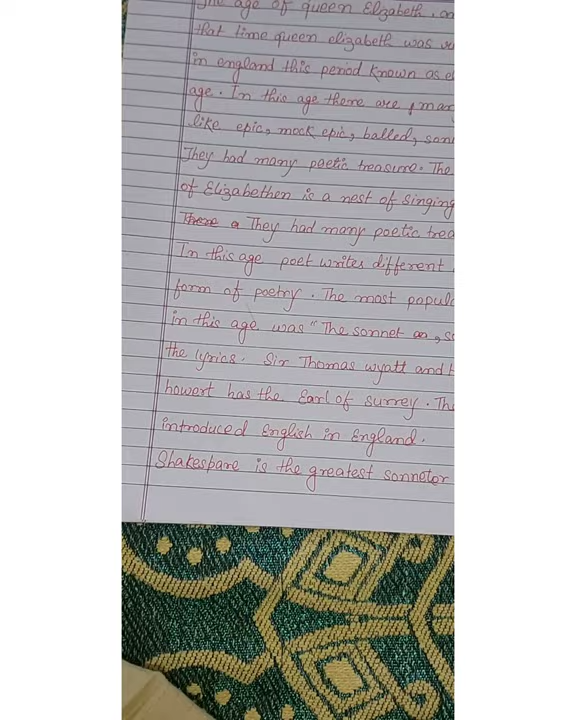 The age of queen Elizabeth,
that time queen elizabeth was
in england this period known as
age. In this age there are,
like epic, mock epic, balled,
They had many paetic treasure. The
of Elizabethen is a nest of singing
There a They had many poetic
In this age poet writes different
form of poetry. The most
in this age was "The sonnet as,
the lyrics. Sir Thomas wyatt and
howert has the Earl of surrey.
introduced English in England.
Shakespare is the greatest sonneter